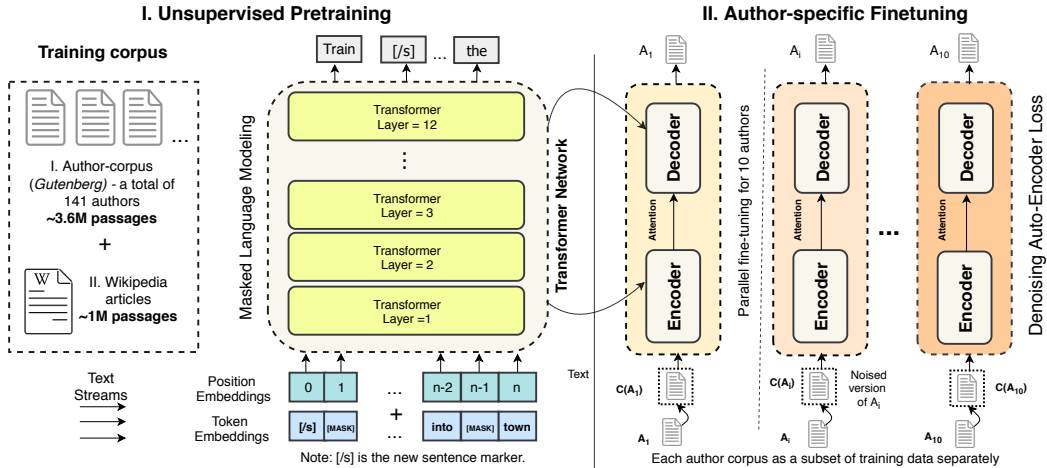 I. Unsupervised Pretraining
II. Author-specific Finetuning
Training corpus
...
I. Author-corpus
(Gutenberg) - a total of
141 authors
~3.6M passages
+
W
II. Wikipedia
articles
~1M passages
Text
Streams
Masked Language Modeling
Train
[/s]
...
the
Transformer
Layer = 12
...
Transformer
Layer = 3
Transformer
Layer = 2
Transformer
Layer =1
Transformer Network
Position
Embeddings
0
1
...
n-2
n-1
n
+
Token
Embeddings
[/s]
[MASK]
...
into
[MASK]
town
Note: [/s] is the new sentence marker.
Text
A1
Decoder
Attention
Encoder
C(A1)
A1
Parallel fine-tuning for 10 authors
Ai
Decoder
Attention
Encoder
C(Ai)
Noised
version
of Ai
Ai
...
A10
Decoder
Attention
Encoder
C(A10)
A10
Denoising Auto-Encoder Loss
Each author corpus as a subset of training data separately